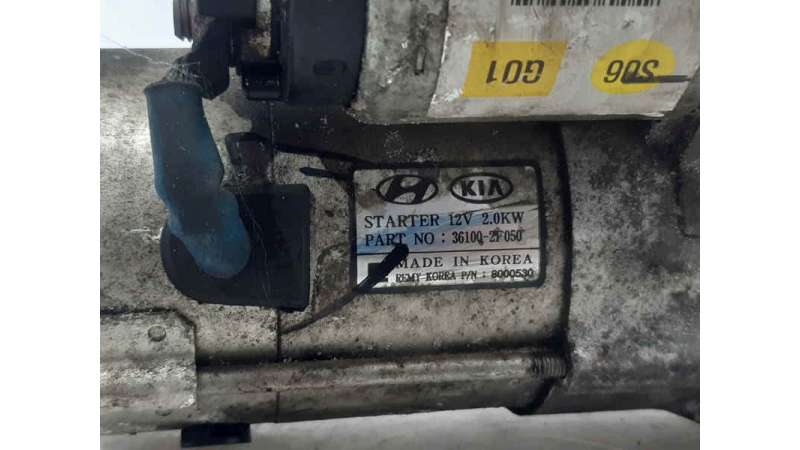 S06
G01
KIA
STARTER 12V 2.0KW
PART NO : 36100-2F050
MADE IN KOREA
REMY KOREA P/N : 8000530